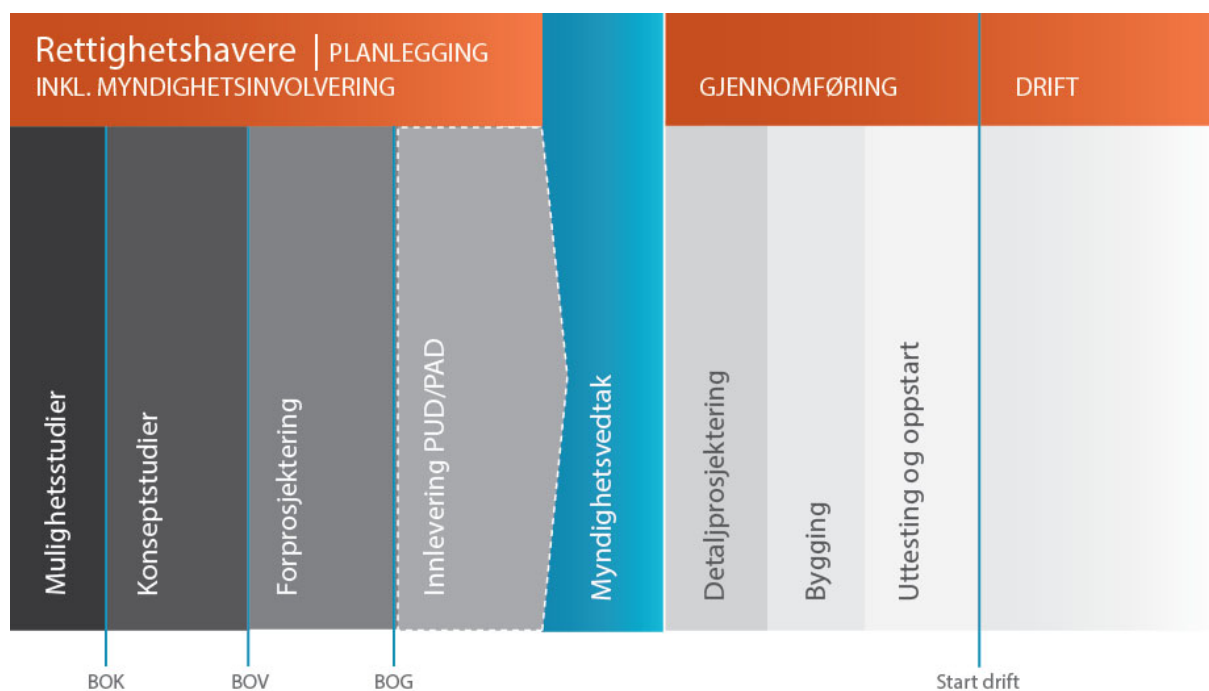 Rettighetshavere | PLANLEGGING
INKL. MYNDIGHETSINVOLVERING
GJENNOMFØRING
DRIFT
Mulighetsstudier
Konseptstudier
Forprosjektering
Innlevering PUD/PAD
Myndighetsvedtak
Detaljprosjektering
Bygging
Uttesting og oppstart
BOK
BOV
BOG
Start drift